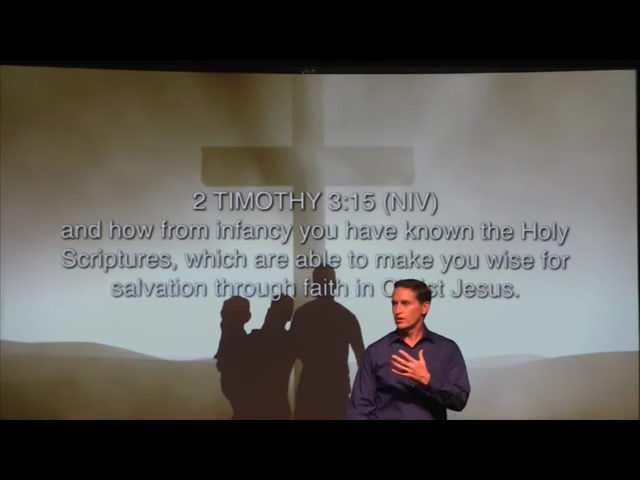 2 TIMOTHY 3:15 (NIV)
and how from infancy you have known the Holy
Scriptures, which are able to make you wise for
salvation through faith in Christ Jesus.